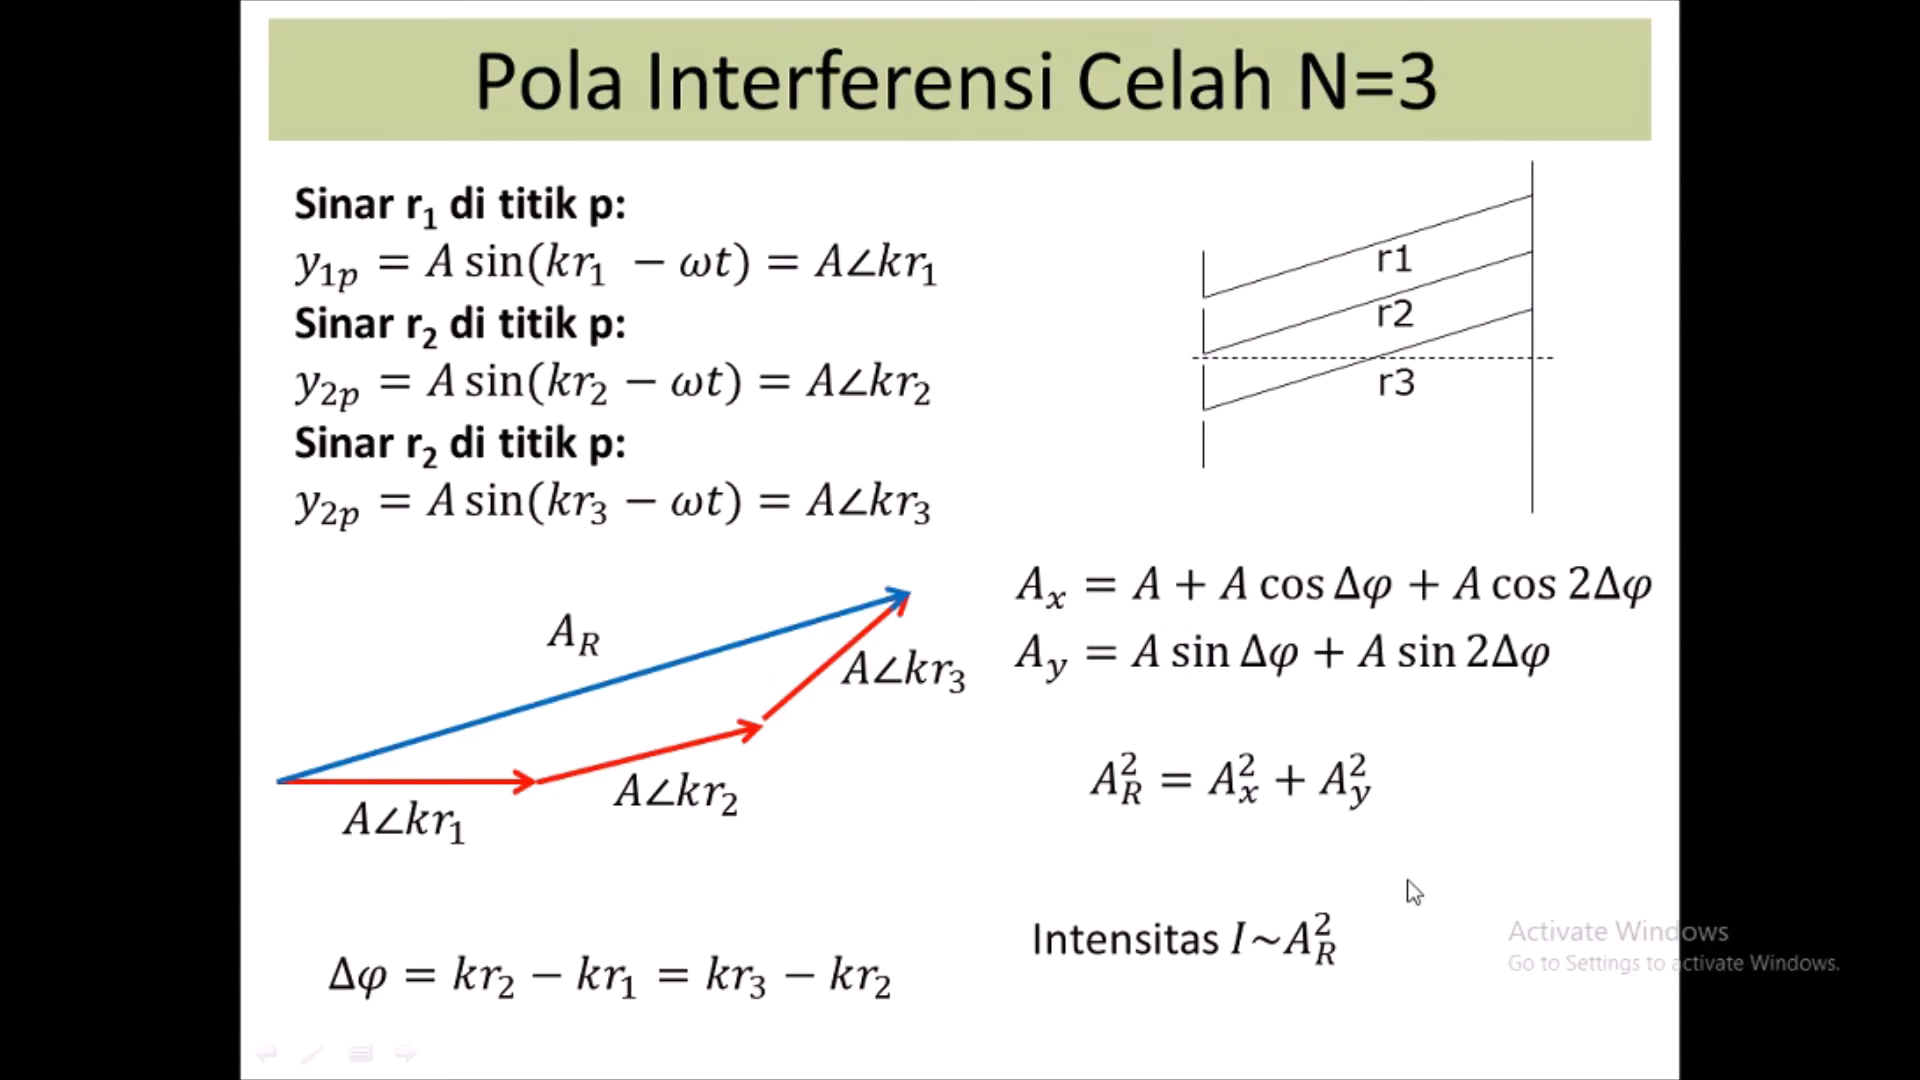 Pola Interferensi Celah N=3
Sinar r₁ di titik p:
y₁ₚ = A sin(kr₁ − ωt) = A∠kr₁
Sinar r₂ di titik p:
y₂ₚ = A sin(kr₂ − ωt) = A∠kr₂
Sinar r₂ di titik p:
y₂ₚ = A sin(kr₃ − ωt) = A∠kr₃
r1
r2
r3
A_R
A∠kr₃
A∠kr₂
A∠kr₁
Δφ = kr₂ − kr₁ = kr₃ − kr₂
Aₓ = A + A cos Δφ + A cos 2Δφ
A_y = A sin Δφ + A sin 2Δφ
A_R² = Aₓ² + A_y²
Intensitas I~A_R²
Activate Windows
Go to Settings to activate Windows.